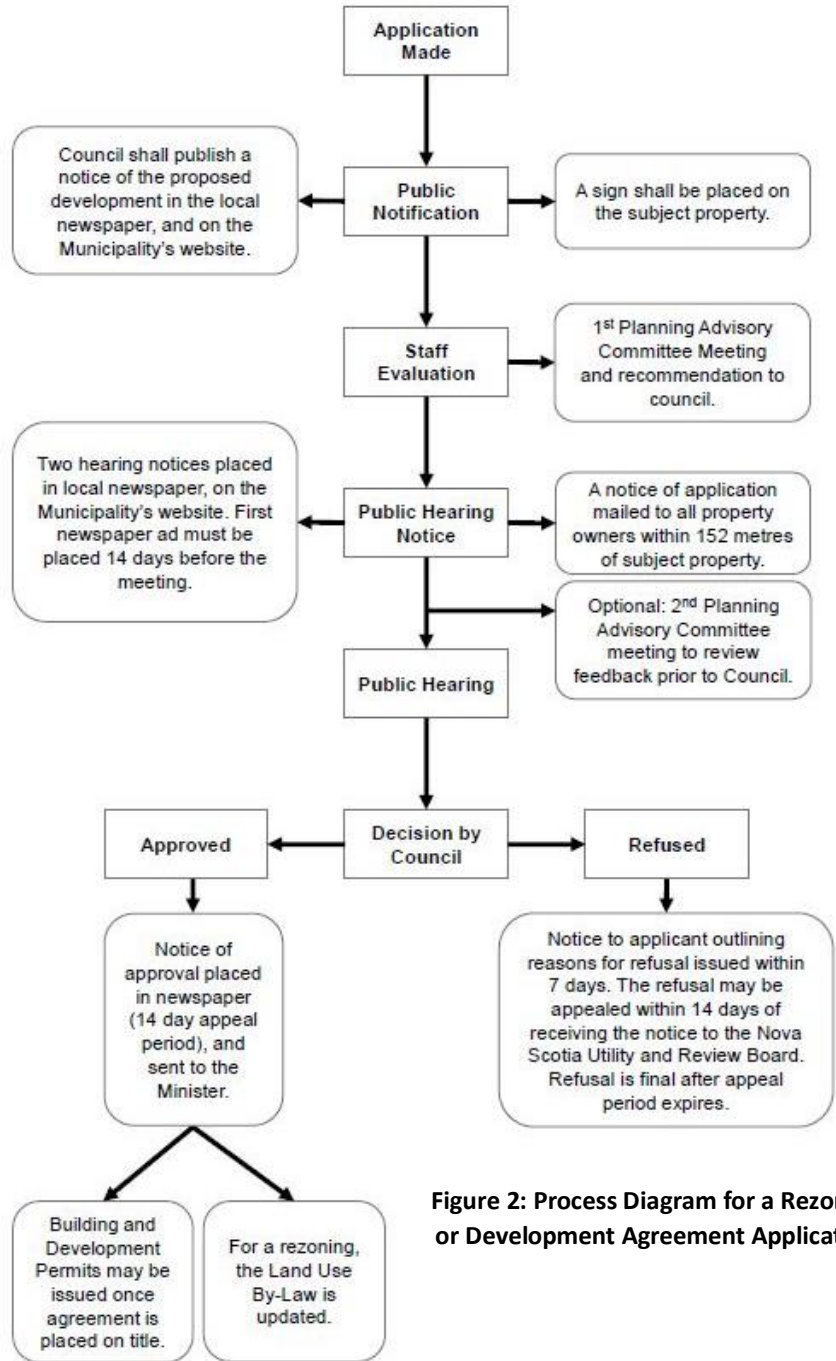 Application
Made
Council shall publish a
notice of the proposed
development in the local
newspaper, and on the
Municipality's website.
Public
Notification
A sign shall be placed on
the subject property.
Staff
Evaluation
1st Planning Advisory
Committee Meeting
and recommendation to
council.
Two hearing notices placed
in local newspaper, on the
Municipality's website. First
newspaper ad must be
placed 14 days before the
meeting.
Public Hearing
Notice
A notice of application
mailed to all property
owners within 152 metres
of subject property.
Optional: 2nd Planning
Advisory Committee
meeting to review
feedback prior to Council.
Public Hearing
Approved
Decision by
Council
Refused
Notice of
approval placed
in newspaper
(14 day appeal
period), and
sent to the
Minister.
Notice to applicant outlining
reasons for refusal issued within
7 days. The refusal may be
appealed within 14 days of
receiving the notice to the Nova
Scotia Utility and Review Board.
Refusal is final after appeal
period expires.
Building and
Development
Permits may be
issued once
agreement is
placed on title.
For a rezoning,
the Land Use
By-Law is
updated.
Figure 2: Process Diagram for a
or Development Agreement